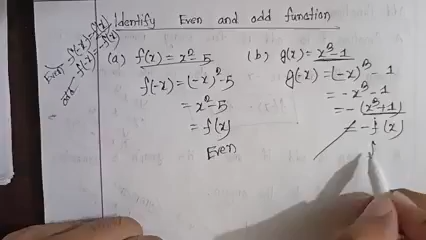 Identify Even and odd function
Even f(-x)=f(x)
odd f(-x)=-f(x)
(a) f(x)=x²-5
f(-x)=(-x)²-5
=x²-5
=f(x)
Even
(b) g(x)=x³-1
g(-x)=(-x)³-1
=-x³-1
=-(x³+1)
=-f(x)